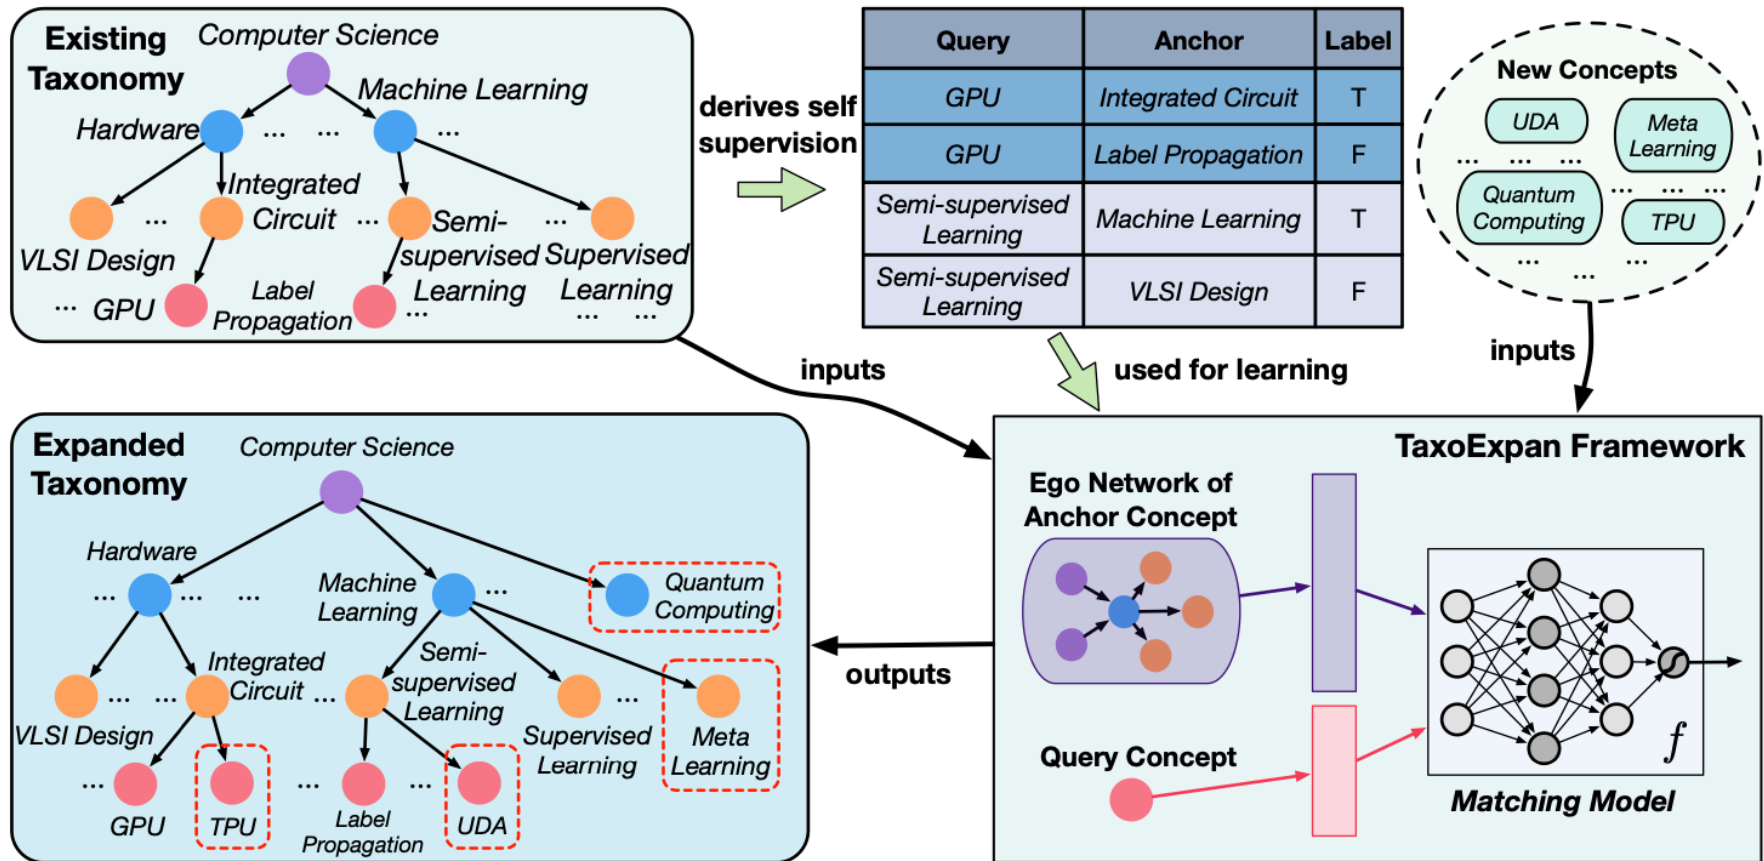 Existing
Taxonomy
Computer Science
Machine Learning
Hardware
... ... ...
Integrated
Circuit
... ... ...
Semi-
supervised
Learning
VLSI Design
Supervised
Learning
... GPU
Label
Propagation
...
... ...
derives self
supervision
Query Anchor Label
GPU Integrated Circuit T
GPU Label Propagation F
Semi-supervised
Learning
Machine Learning T
Semi-supervised
Learning
VLSI Design F
New Concepts
UDA
Meta
Learning
... ... ...
Quantum
Computing
... ... ...
TPU
... ...
...
inputs
used for learning
inputs
Expanded
Taxonomy
Computer Science
Hardware
... ... ...
Machine
Learning
...
Quantum
Computing
Integrated
Circuit
... ... ...
Semi-
supervised
Learning
...
VLSI Design
Supervised
Learning
Meta
Learning
... GPU
TPU
... ...
Label
Propagation
UDA
outputs
TaxoExpan Framework
Ego Network of
Anchor Concept
Query Concept
f
Matching Model